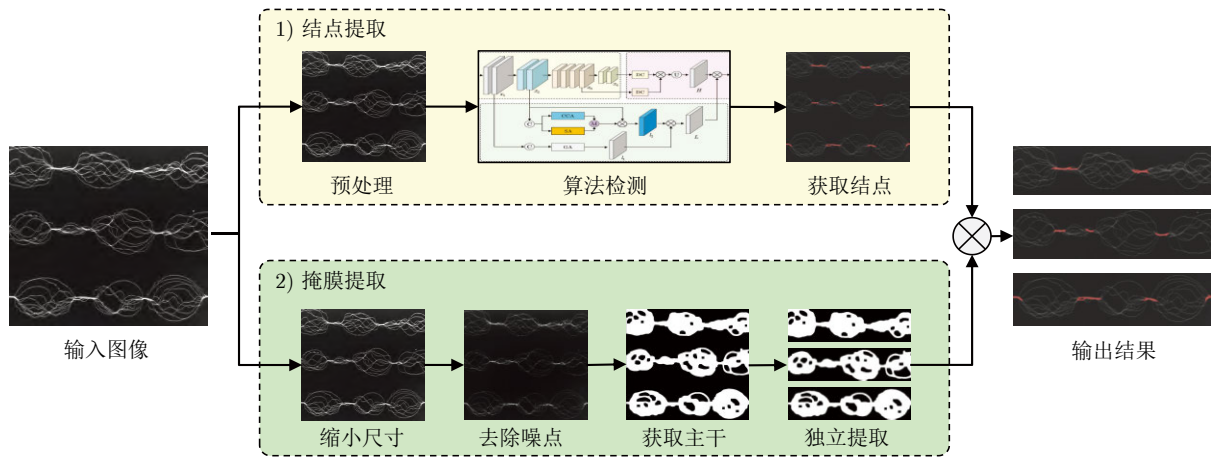 1) 结点提取
预处理
算法检测
获取结点
输入图像
2) 掩膜提取
缩小尺寸
去除噪点
获取主干
独立提取
输出结果